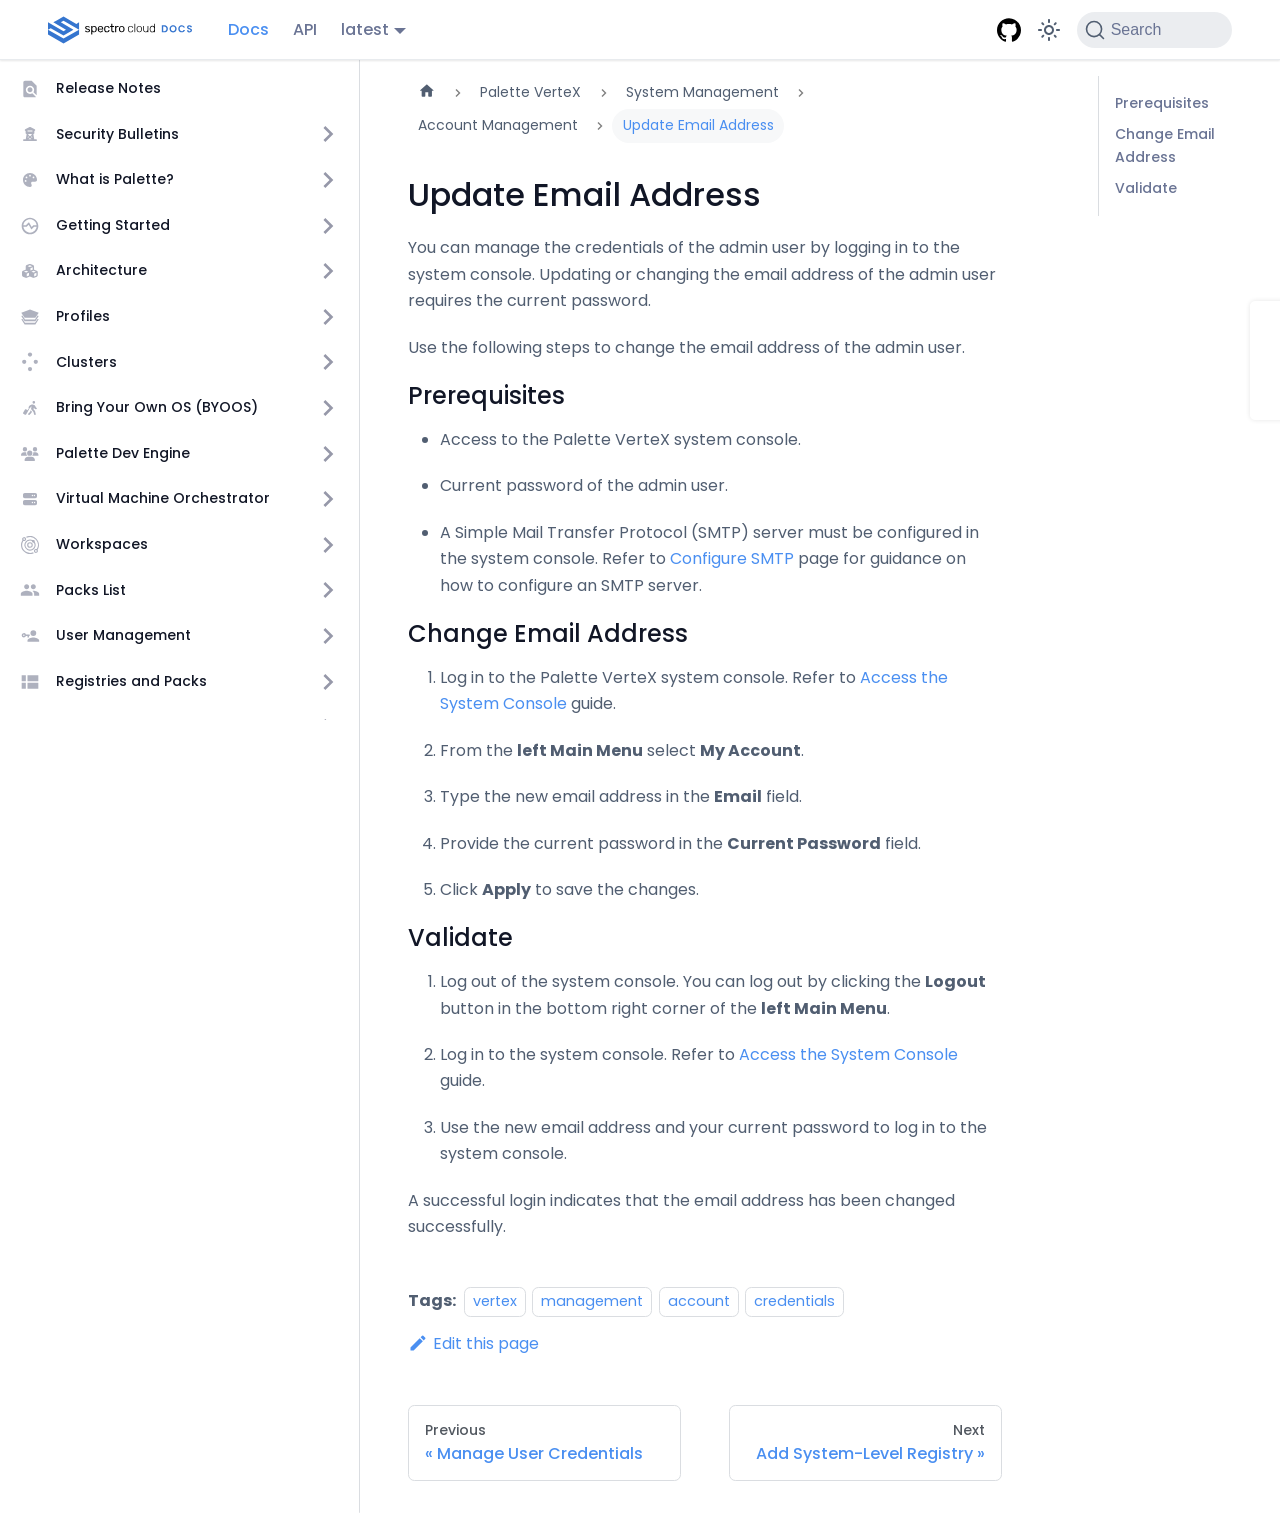 spectro cloud DOCS
Docs
API
latest
Search
Release Notes
Security Bulletins
What is Palette?
Getting Started
Architecture
Profiles
Clusters
Bring Your Own OS (BYOOS)
Palette Dev Engine
Virtual Machine Orchestrator
Workspaces
Packs List
User Management
Registries and Packs
Palette VerteX
System Management
Account Management
Update Email Address
Update Email Address
You can manage the credentials of the admin user by logging in to the
system console. Updating or changing the email address of the admin user
requires the current password.
Use the following steps to change the email address of the admin user.
Prerequisites
• Access to the Palette VerteX system console.
• Current password of the admin user.
• A Simple Mail Transfer Protocol (SMTP) server must be configured in
the system console. Refer to Configure SMTP page for guidance on
how to configure an SMTP server.
Change Email Address
1. Log in to the Palette VerteX system console. Refer to Access the
System Console guide.
2. From the left Main Menu select My Account.
3. Type the new email address in the Email field.
4. Provide the current password in the Current Password field.
5. Click Apply to save the changes.
Validate
1. Log out of the system console. You can log out by clicking the Logout
button in the bottom right corner of the left Main Menu.
2. Log in to the system console. Refer to Access the System Console
guide.
3. Use the new email address and your current password to log in to the
system console.
A successful login indicates that the email address has been changed
successfully.
Tags: vertex management account credentials
Edit this page
Previous
« Manage User Credentials
Next
Add System-Level Registry »
Prerequisites
Change Email
Address
Validate